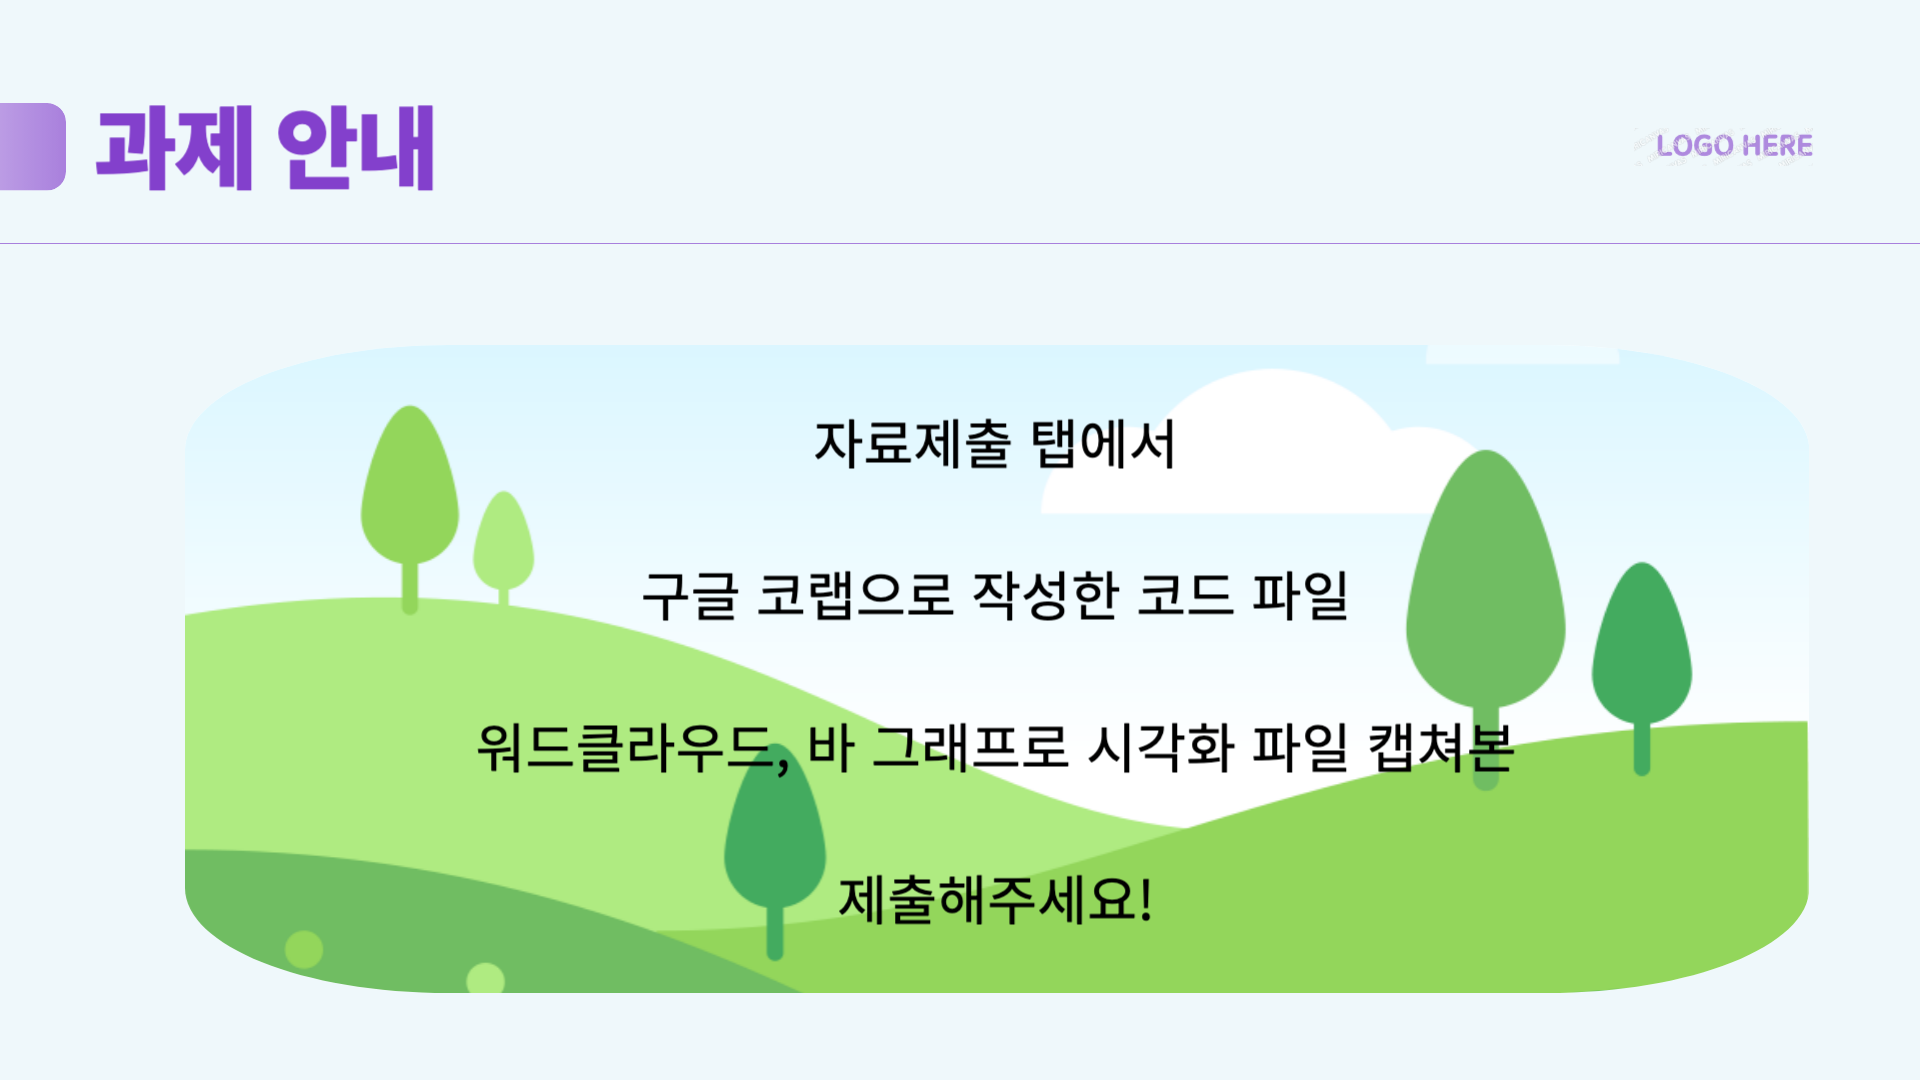 과제 안내
LOGO HERE
자료제출 탭에서
구글 코랩으로 작성한 코드 파일
워드클라우드, 바 그래프로 시각화 파일 캡쳐본
제출해주세요!